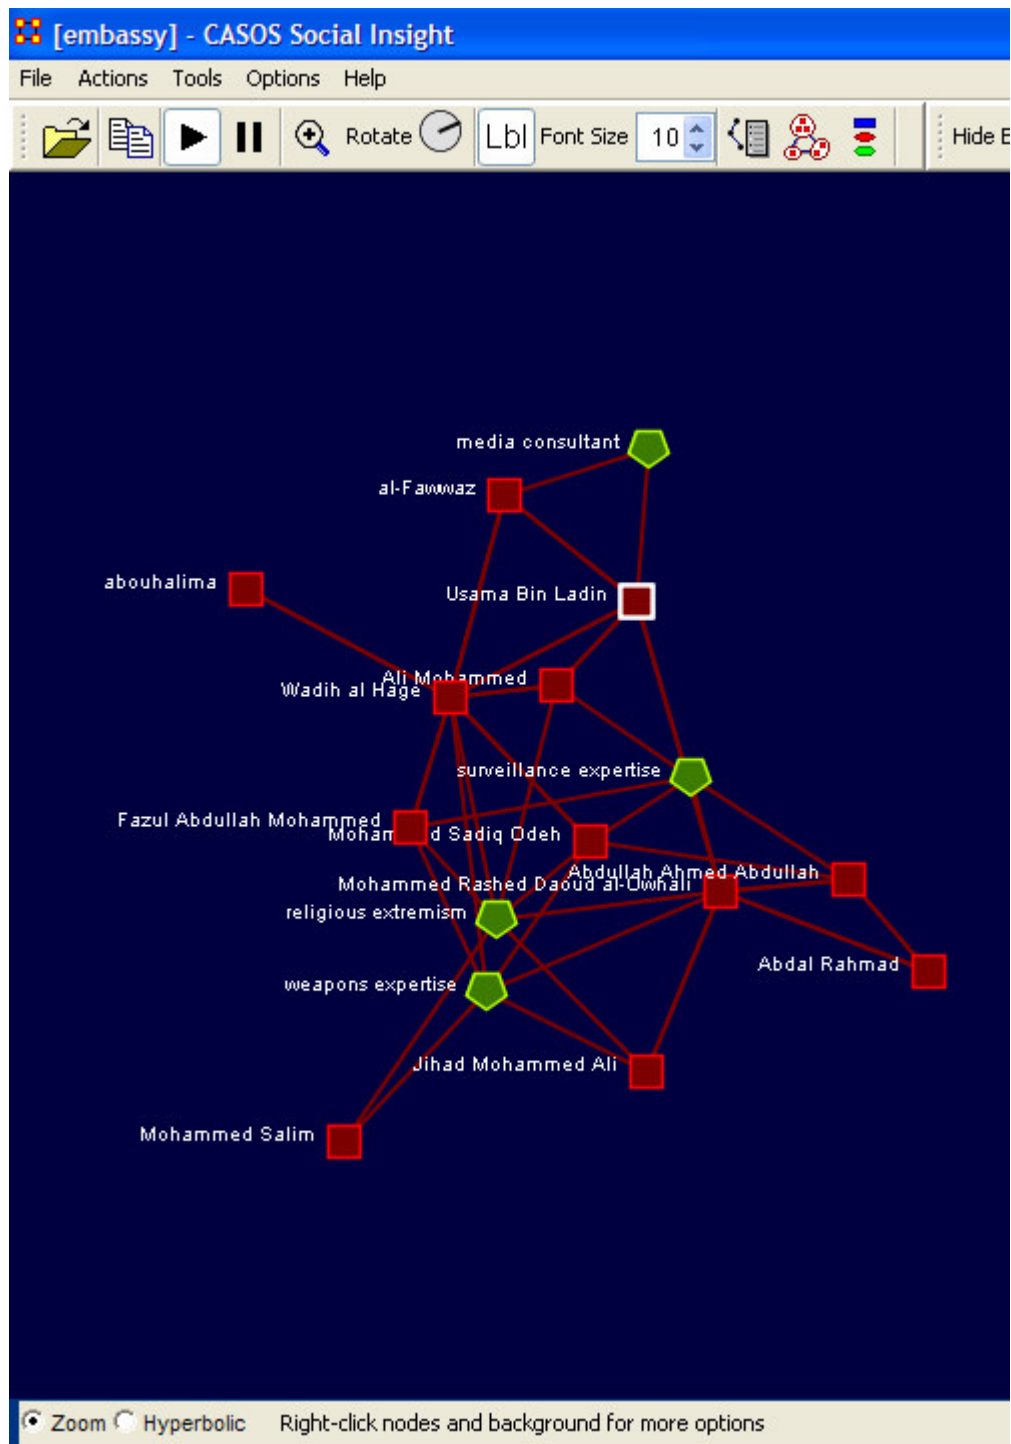 [embassy] - CASOS Social Insight
File Actions Tools Options Help
Rotate Lbl Font Size 10 Hide E
media consultant
al-Fawwaz
abouhalima
Usama Bin Ladin
Ali Mohammed
Wadih al Hage
surveillance expertise
Fazul Abdullah Mohammed
Sadiq Odeh
Abdullah Ahmed Abdullah
Mohammed Rashed Daoud al-Owhali
religious extremism
Abdal Rahmad
weapons expertise
Jihad Mohammed Ali
Mohammed Salim
Zoom Hyperbolic Right-click nodes and background for more options